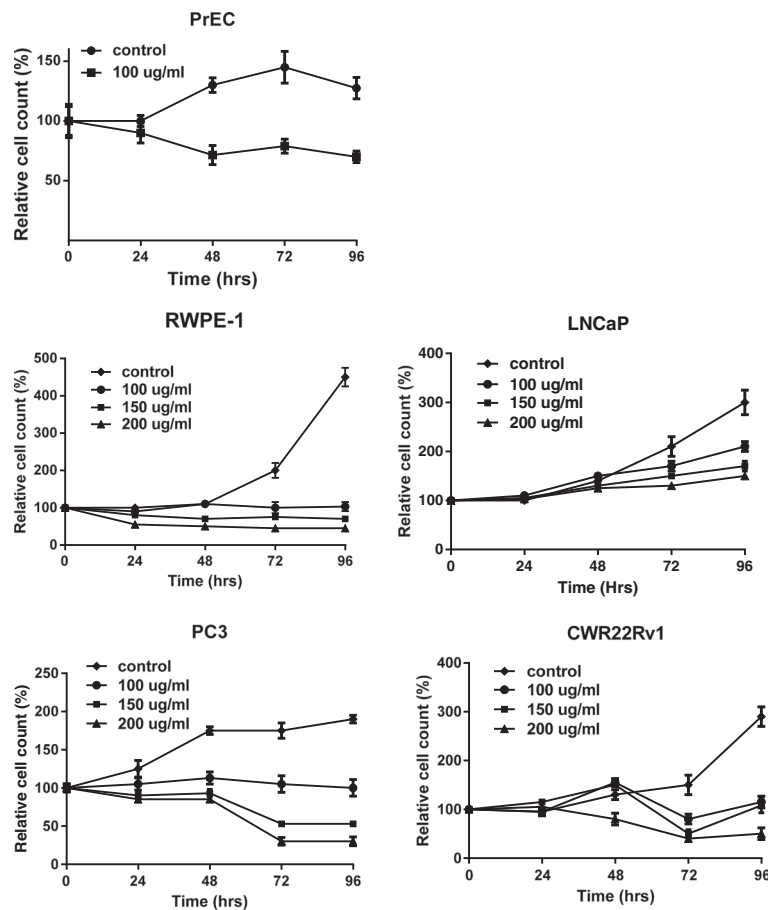 PrEC
control
100 ug/ml
Relative cell count (%)
150
100
50
0 24 48 72 96
Time (hrs)
RWPE-1
control
100 ug/ml
150 ug/ml
200 ug/ml
Relative cell count (%)
500
400
300
200
100
0
0 24 48 72 96
Time (hrs)
LNCaP
control
100 ug/ml
150 ug/ml
200 ug/ml
Relative cell count (%)
400
300
200
100
0
0 24 48 72 96
Time (Hrs)
PC3
control
100 ug/ml
150 ug/ml
200 ug/ml
Relative cell count (%)
250
200
150
100
50
0
0 24 48 72 96
Time (hrs)
CWR22Rv1
control
100 ug/ml
150 ug/ml
200 ug/ml
Relative cell count (%)
400
300
200
100
0
0 24 48 72 96
Time (hrs)